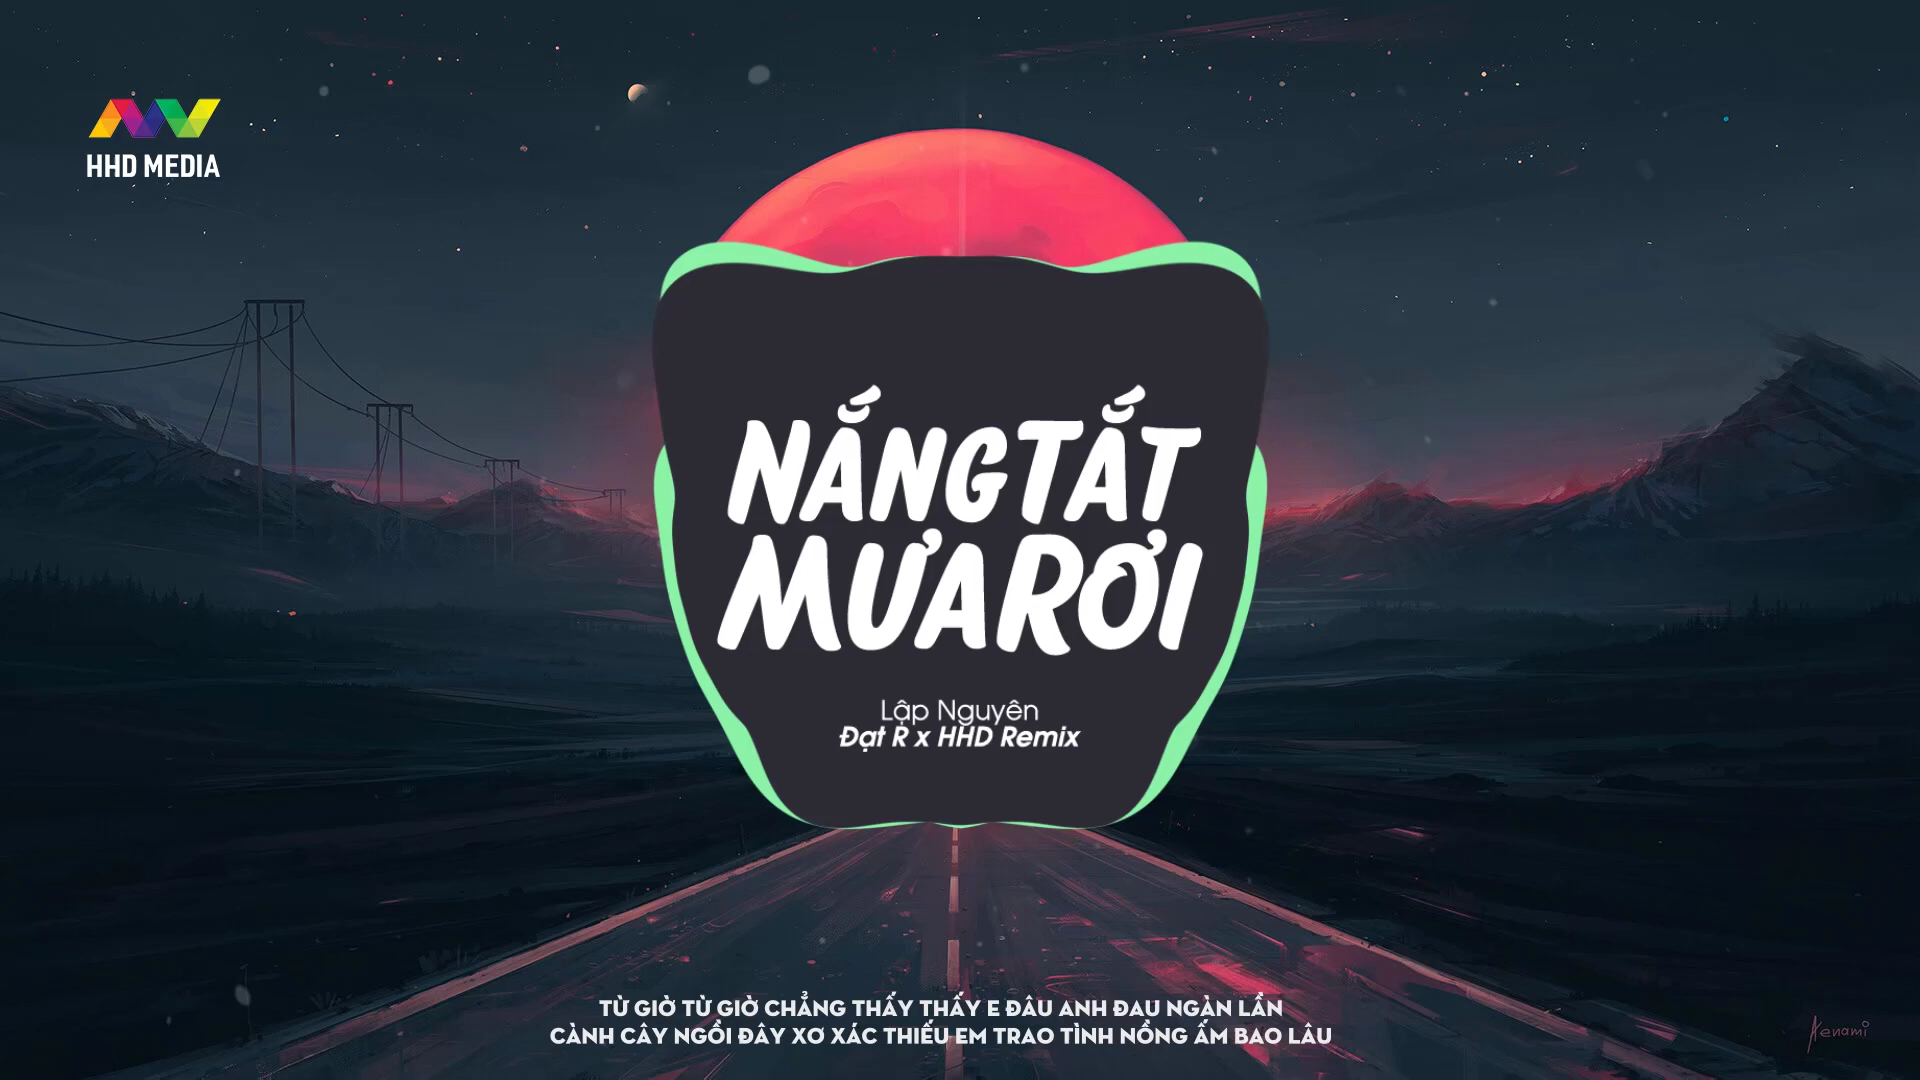 HHD MEDIA
NẮNG TẮT
MƯA RƠI
Lập Nguyên
Đạt R x HHD Remix
TỪ GIỜ TỪ GIỜ CHẲNG THẤY THẤY E ĐÂU ANH ĐAU NGÀN LẦN
CÀNH CÂY NGỒI ĐÂY XƠ XÁC THIẾU EM TRAO TÌNH NỒNG ẤM BAO LÂU
Aenami